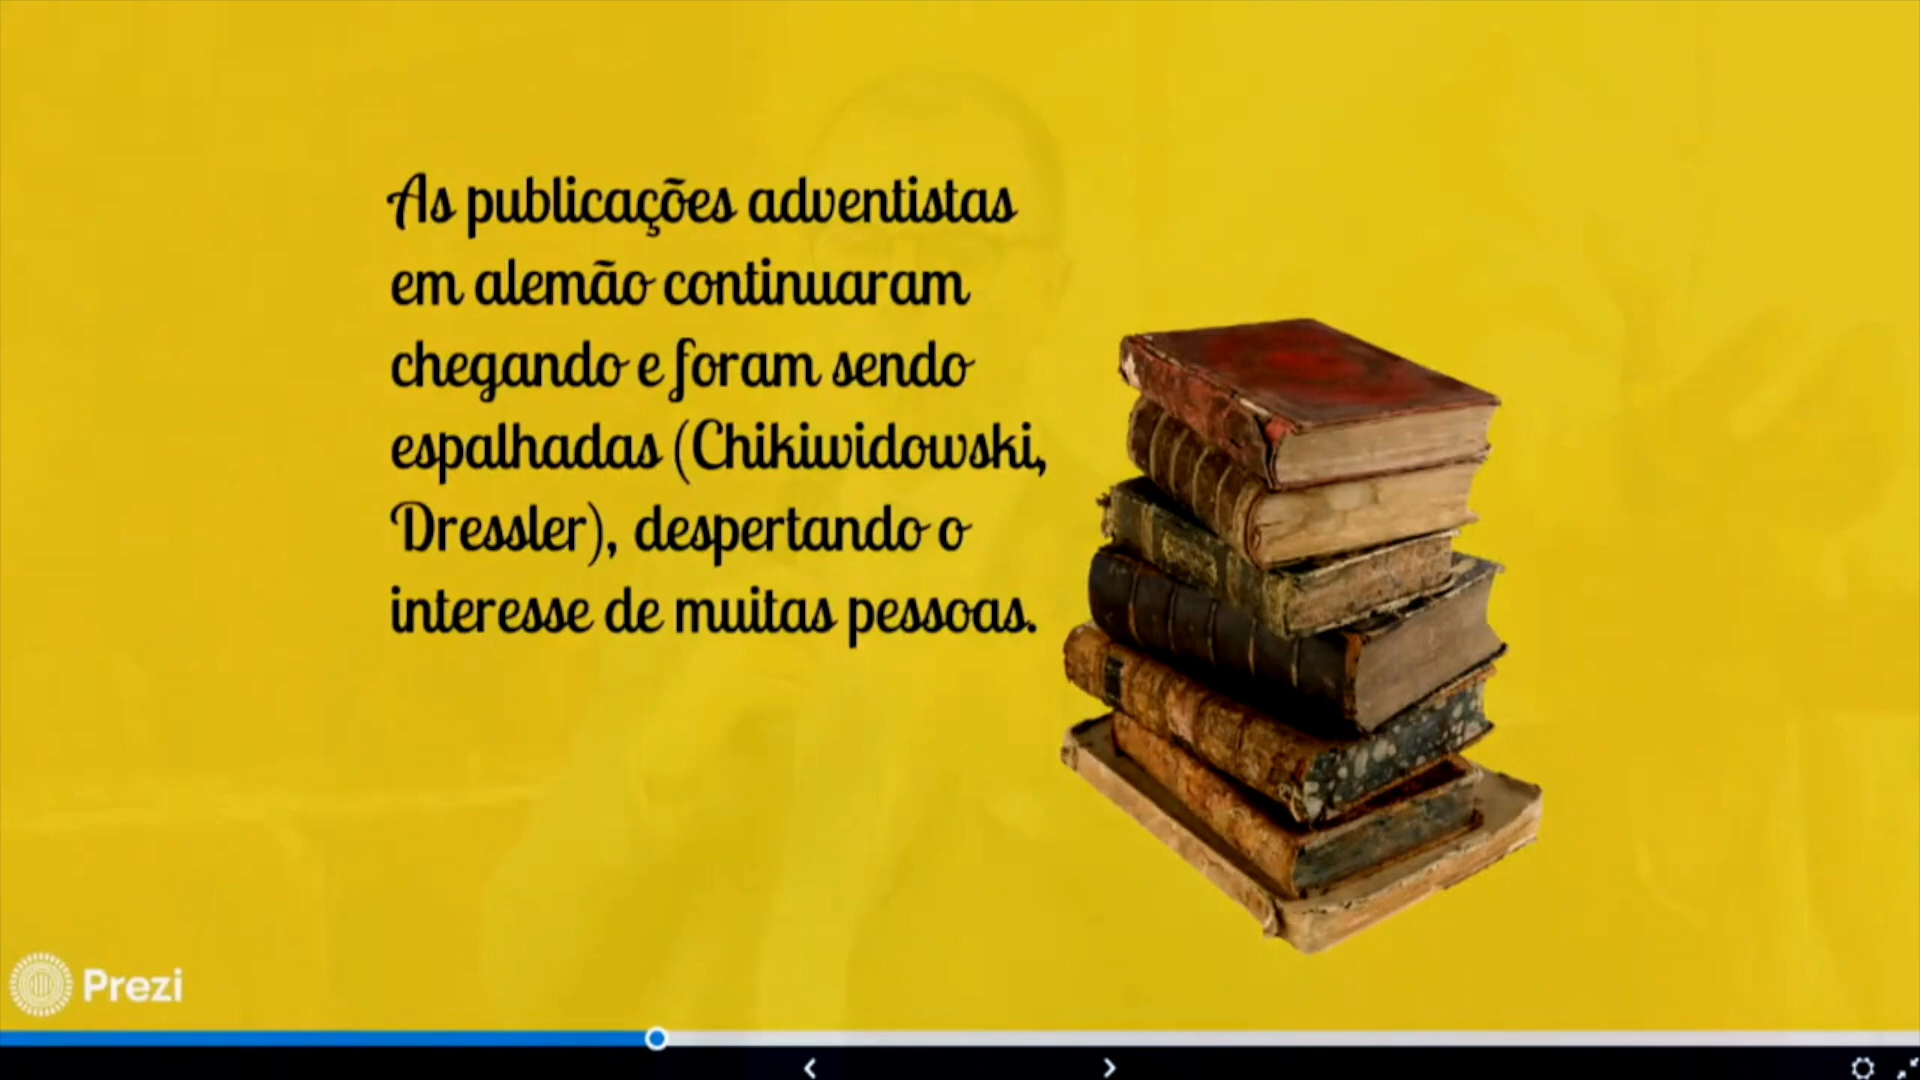 As publicações adventistas
em alemão continuaram
chegando e foram sendo
espalhadas (Chikiwidowski,
Dressler), despertando o
interesse de muitas pessoas.
Prezi